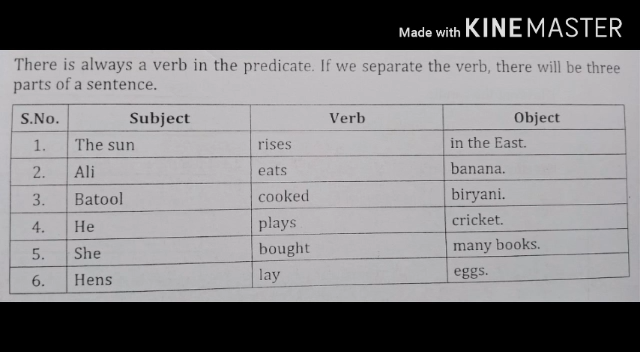 Made with KINEMASTER
There is always a verb in the predicate. If we separate the verb, there will be three
parts of a sentence.
S.No. Subject Verb Object
1. The sun rises in the East.
2. Ali eats banana.
3. Batool cooked biryani.
4. He plays cricket.
5. She bought many books.
6. Hens lay eggs.